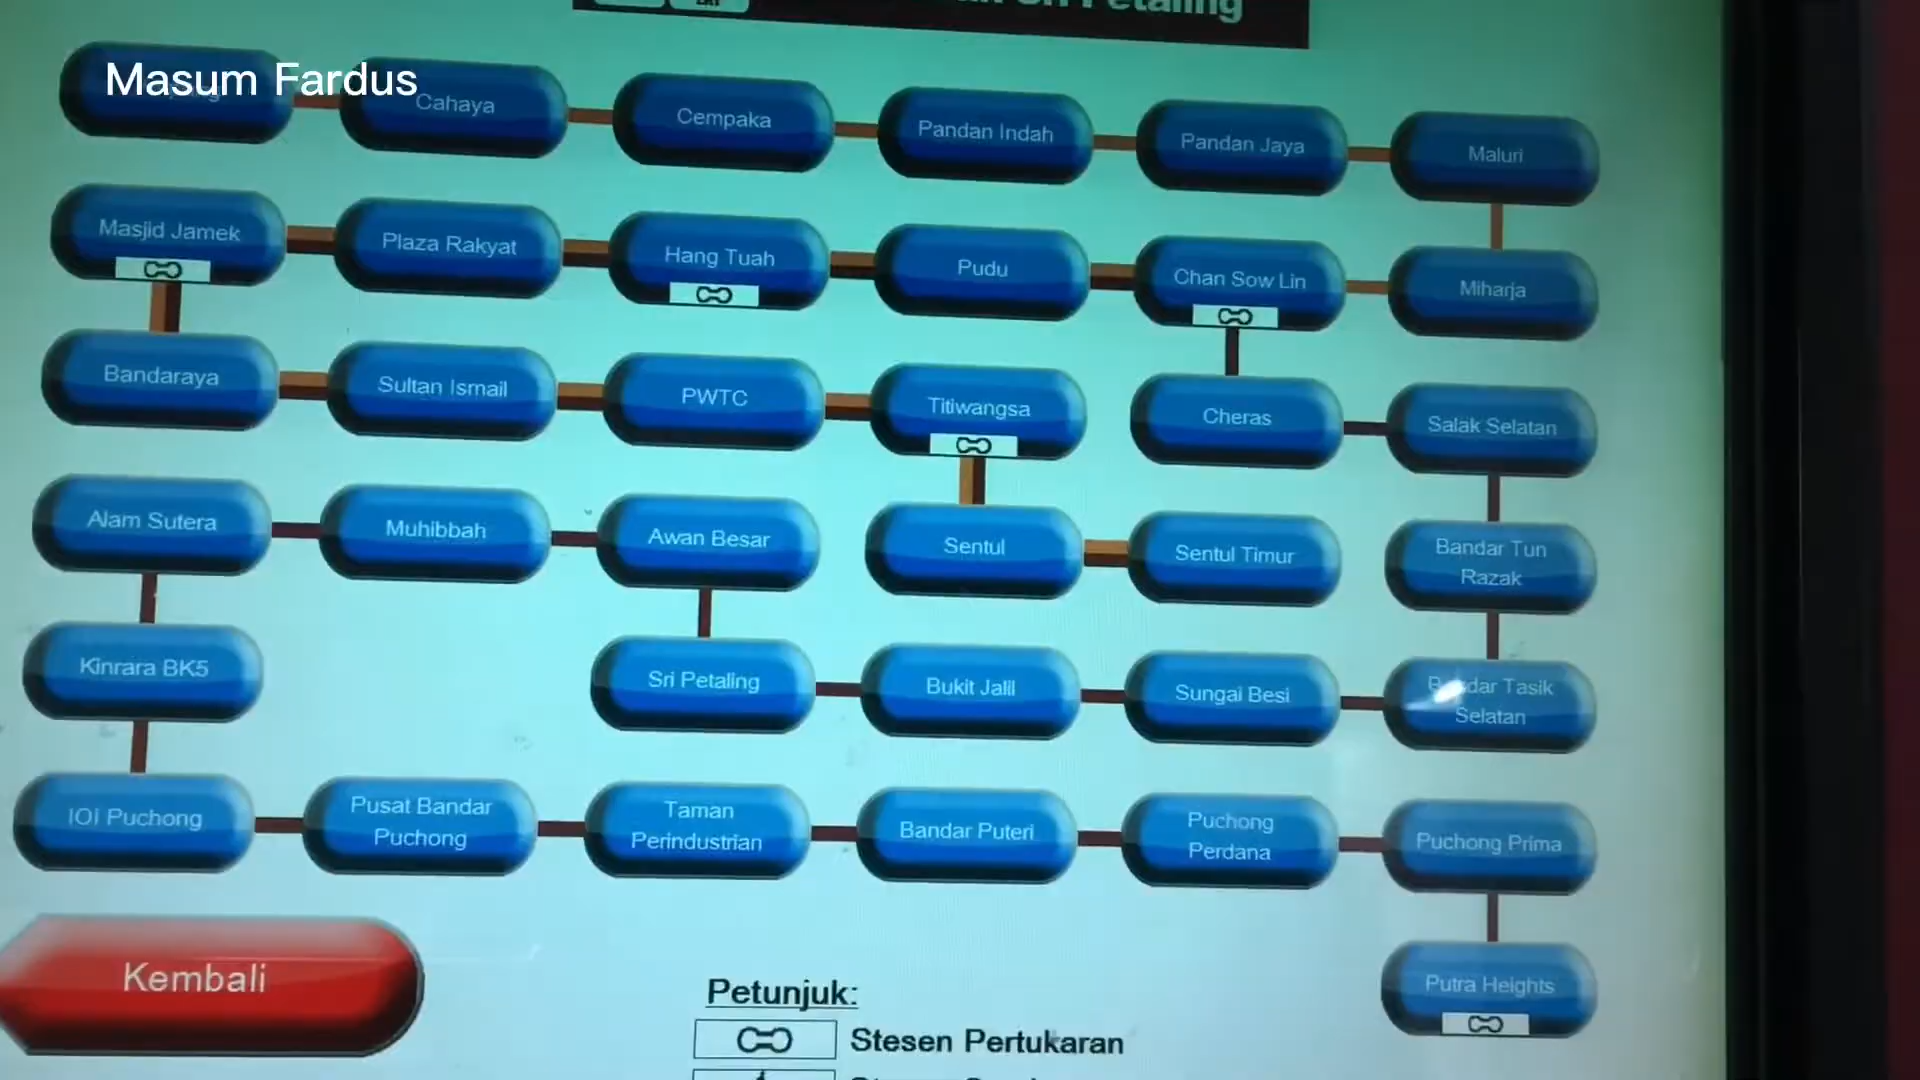 Sri Petaling
Masum Fardus
Cahaya
Cempaka
Pandan Indah
Pandan Jaya
Maluri
Masjid Jamek
Plaza Rakyat
Hang Tuah
Pudu
Chan Sow Lin
Miharja
Bandaraya
Sultan Ismail
PWTC
Titiwangsa
Cheras
Salak Selatan
Alam Sutera
Muhibbah
Awan Besar
Sentul
Sentul Timur
Bandar Tun
Razak
Kinrara BK5
Sri Petaling
Bukit Jalil
Sungai Besi
Bandar Tasik
Selatan
IOI Puchong
Pusat Bandar
Puchong
Taman
Perindustrian
Bandar Puteri
Puchong
Perdana
Puchong Prima
Putra Heights
Kembali
Petunjuk:
Stesen Pertukaran